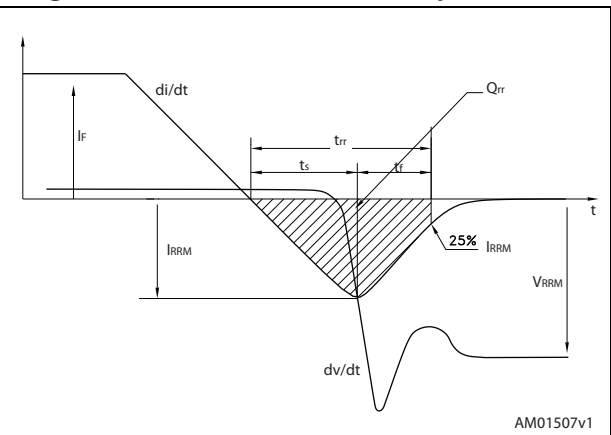 di/dt
Qrr
IF
trr
ts
tf
t
IRRM
25% IRRM
VRRM
dv/dt
AM01507v1